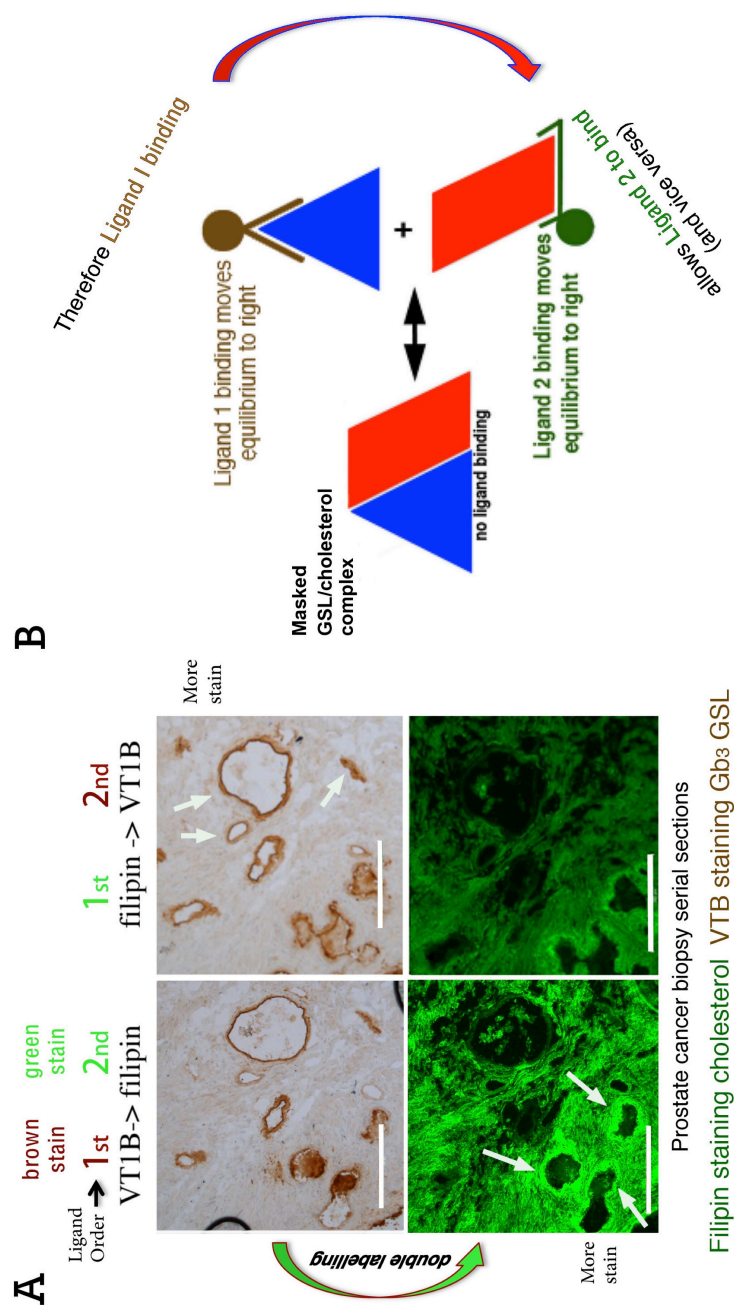 A
Ligand
Order
brown
stain
green
stain
1st
2nd
VT1B-> filipin
1st
2nd
filipin -> VT1B
More
stain
double labelling
More
stain
Prostate cancer biopsy serial sections
Filipin staining cholesterol VTB staining Gb3 GSL
B
Therefore Ligand I binding
Ligand 1 binding moves
equilibrium to right
Masked
GSL/cholesterol
complex
no ligand binding
+
Ligand 2 binding moves
equilibrium to right
allows Ligand 2 to bind
(and vice versa)